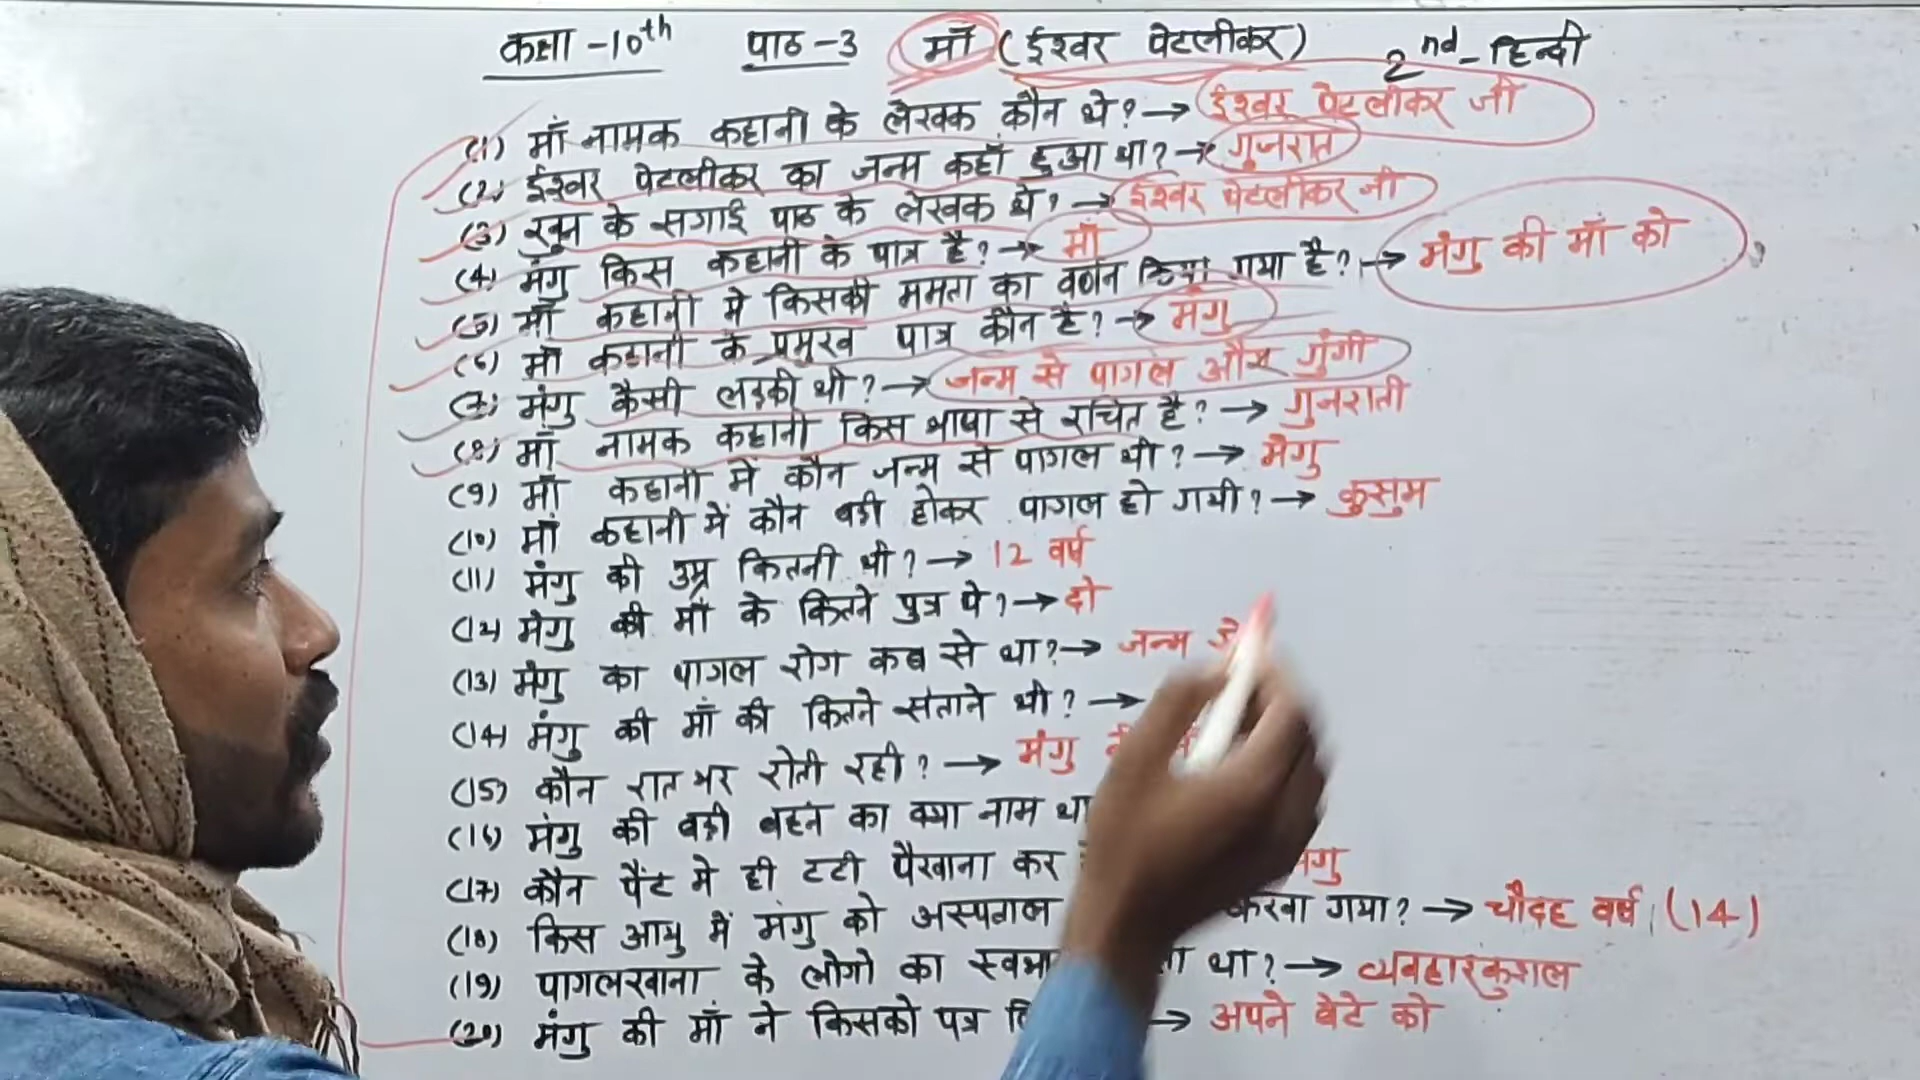 कक्षा -10th पाठ -3 माँ (ईश्वर पेटलीकर) 2nd - हिन्दी
(1) माँ नामक कहानी के लेखक कौन थे? → ईश्वर पेटलीकर जी
(2) ईश्वर पेटलीकर का जन्म कहाँ हुआ था? → गुजरात
(3) खुन के सगाई पाठ के लेखक थे? → ईश्वर पेटलीकर जी
(4) मंगु किस कहानी के पात्र है? → माँ
(5) माँ कहानी मे किसकी ममता का वर्णन किया गया है? → मंगु की माँ को
(6) माँ कहानी के प्रमुख पात्र कौन है? → मंगु
(7) मंगु कैसी लड़की थी? → जन्म से पागल और गुंगी
(8) माँ नामक कहानी किस भाषा से रचित है? → गुजराती
(9) माँ कहानी में कौन जन्म से पागल थी? → मंगु
(10) माँ कहानी में कौन बड़ी होकर पागल हो गयी? → कुसुम
(11) मंगु की उम्र कितनी थी? → 12 वर्ष
(12) मंगु की माँ के कितने पुत्र थे? → दो
(13) मंगु का पागल रोग कब से था? → जन्म से
(14) मंगु की माँ की कितने संताने थी? →
(15) कौन रात भर रोती रही? → मंगु
(16) मंगु की बड़ी बहन का क्या नाम था
(17) कौन पैंट मे ही टटी पैखाना कर मंगु
(18) किस आयु में मंगु को अस्पताल करवा गया? → चौदह वर्ष (14)
(19) पागलखाना के लोगो का था? → व्यवहारकुशल
(20) मंगु की माँ ने किसको पत्र → अपने बेटे को